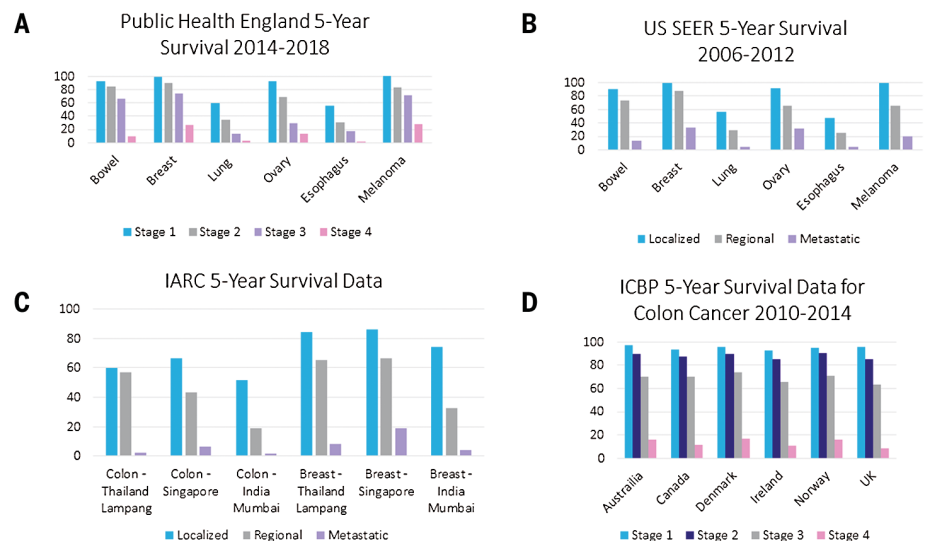 A
Public Health England 5-Year
Survival 2014-2018
100
80
60
40
20
0
Bowel
Breast
Lung
Ovary
Esophagus
Melanoma
Stage 1 Stage 2 Stage 3 Stage 4
B
US SEER 5-Year Survival
2006-2012
100
80
60
40
20
0
Bowel
Breast
Lung
Ovary
Esophagus
Melanoma
Localized Regional Metastatic
C
IARC 5-Year Survival Data
100
80
60
40
20
0
Colon -
Thailand
Lampang
Colon -
Singapore
Colon -
India
Mumbai
Breast -
Thailand
Lampang
Breast -
Singapore
Breast -
India
Mumbai
Localized Regional Metastatic
D
ICBP 5-Year Survival Data for
Colon Cancer 2010-2014
100
80
60
40
20
0
Austrailia
Canada
Denmark
Ireland
Norway
UK
Stage 1 Stage 2 Stage 3 Stage 4